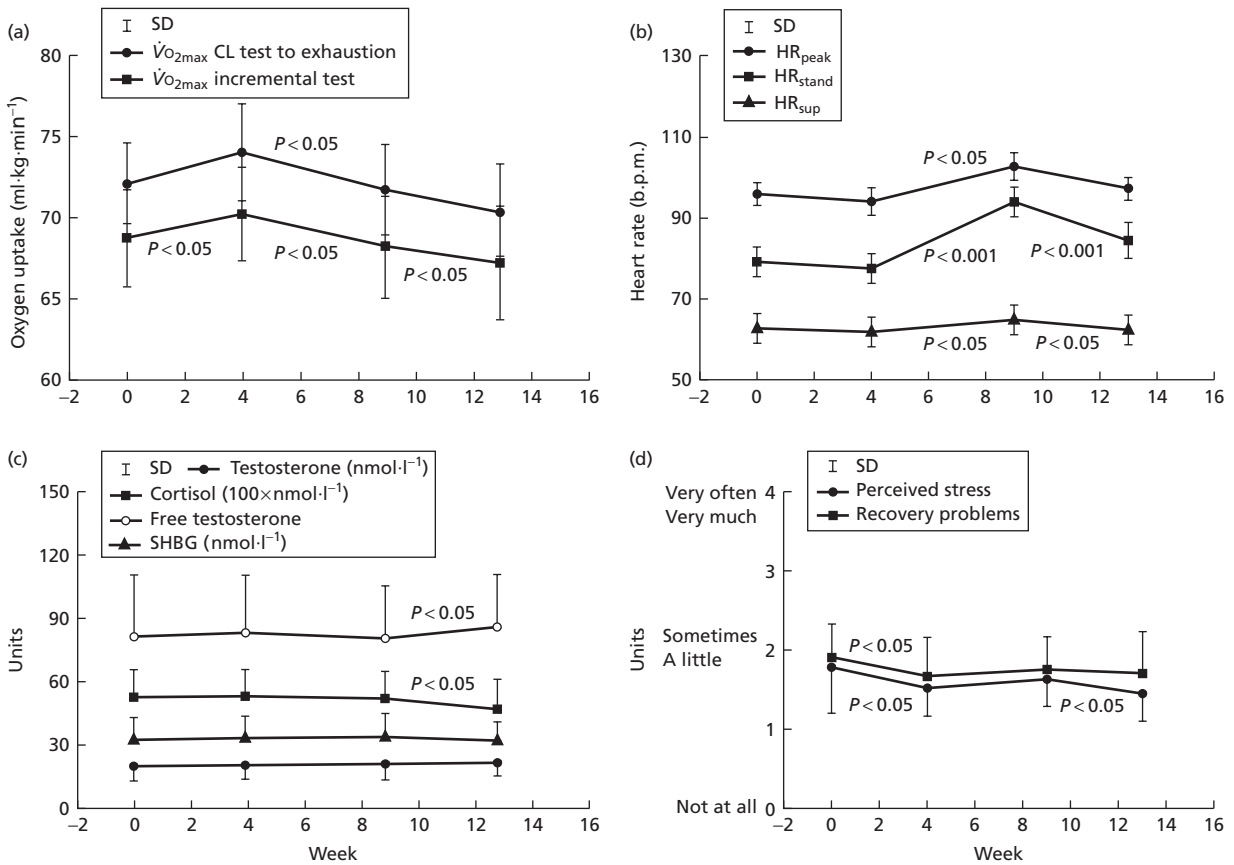 (a)
SD
V̇O2max CL test to exhaustion
V̇O2max incremental test
80
75
70
65
60
Oxygen uptake (ml·kg·min−1)
P < 0.05
P < 0.05
P < 0.05
P < 0.05
−2 0 2 4 6 8 10 12 14 16
(b)
SD
HRpeak
HRstand
HRsup
130
110
90
70
50
Heart rate (b.p.m.)
P < 0.05
P < 0.001
P < 0.001
P < 0.05
P < 0.05
−2 0 2 4 6 8 10 12 14 16
(c)
SD Testosterone (nmol·l−1)
Cortisol (100×nmol·l−1)
Free testosterone
SHBG (nmol·l−1)
150
120
90
60
30
0
Units
P < 0.05
P < 0.05
−2 0 2 4 6 8 10 12 14 16
Week
(d)
SD
Perceived stress
Recovery problems
Very often
Very much
Sometimes
A little
Not at all
4
3
2
1
0
Units
P < 0.05
P < 0.05
P < 0.05
−2 0 2 4 6 8 10 12 14 16
Week